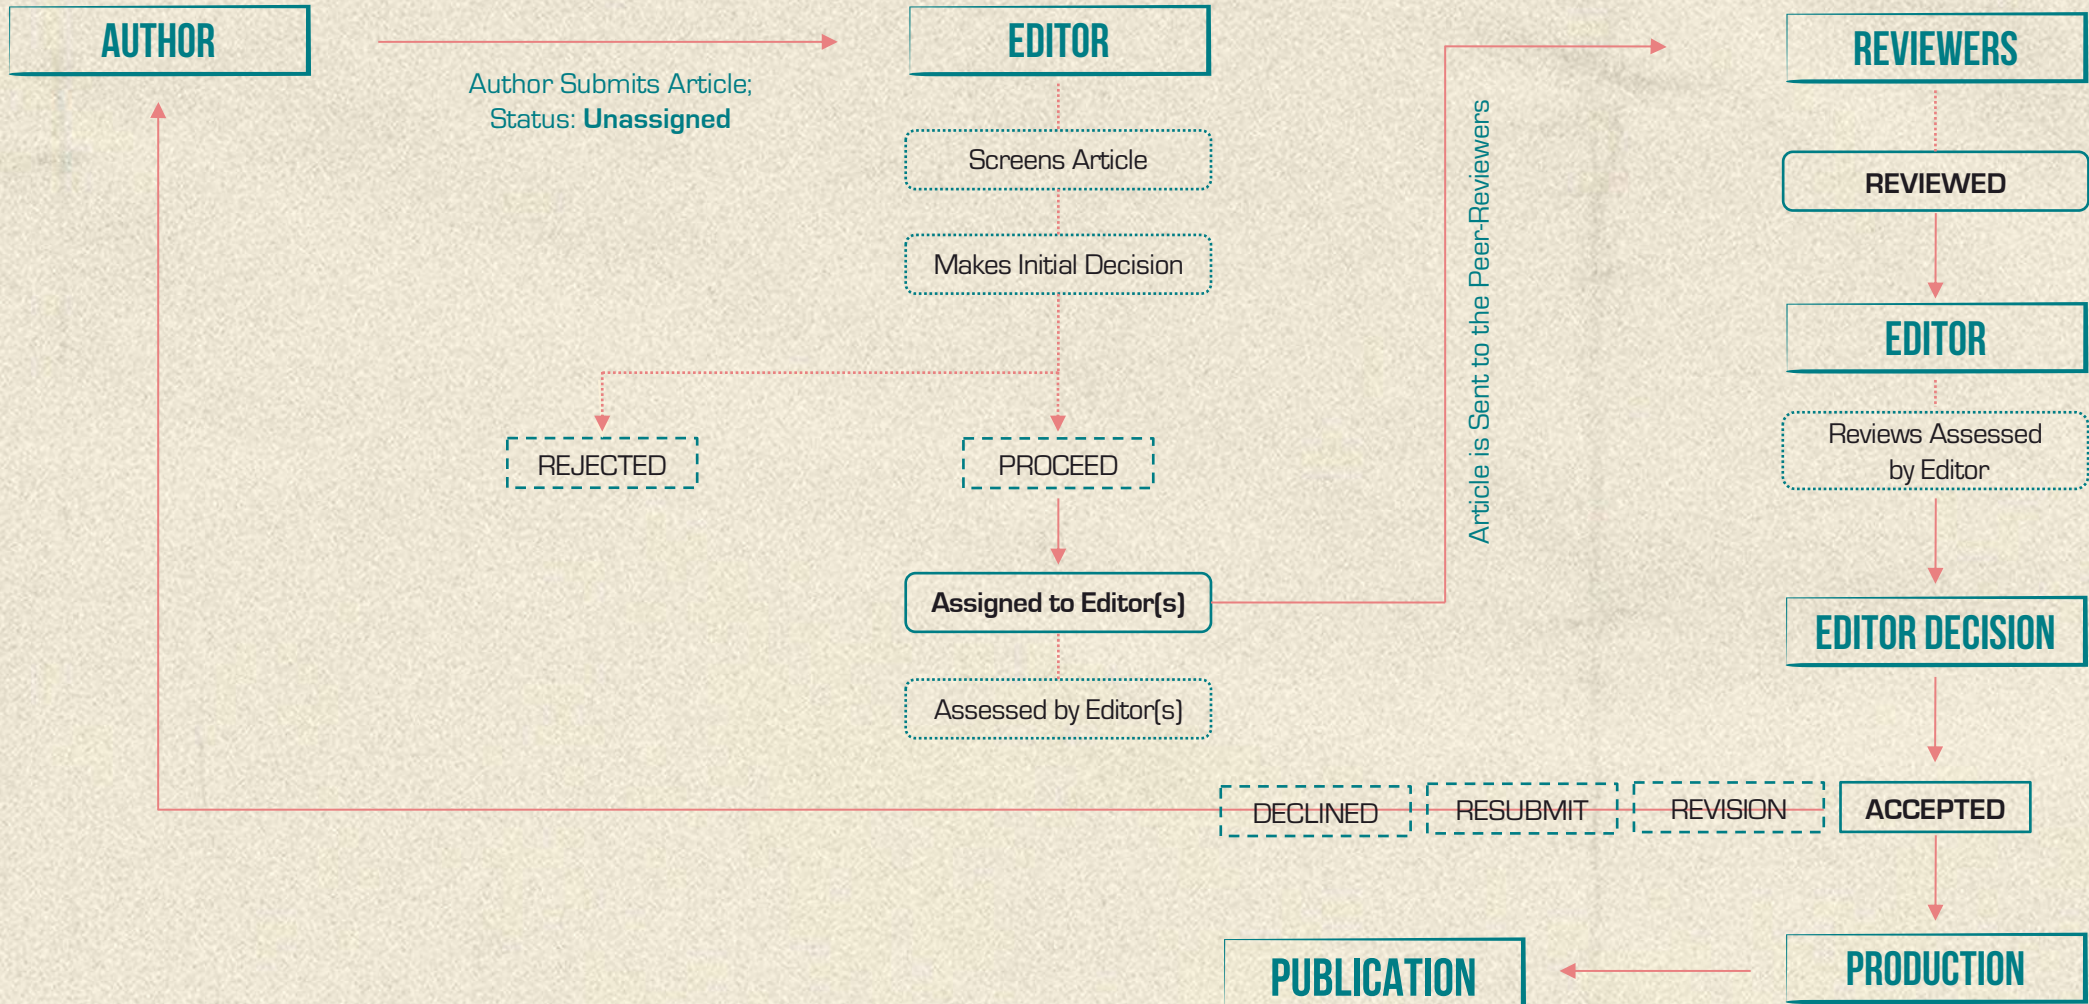 AUTHOR
Author Submits Article;
Status: Unassigned
EDITOR
Screens Article
Makes Initial Decision
REJECTED
PROCEED
Assigned to Editor(s)
Assessed by Editor(s)
Article is Sent to the Peer-Reviewers
REVIEWERS
REVIEWED
EDITOR
Reviews Assessed
by Editor
EDITOR DECISION
DECLINED
RESUBMIT
REVISION
ACCEPTED
PRODUCTION
PUBLICATION